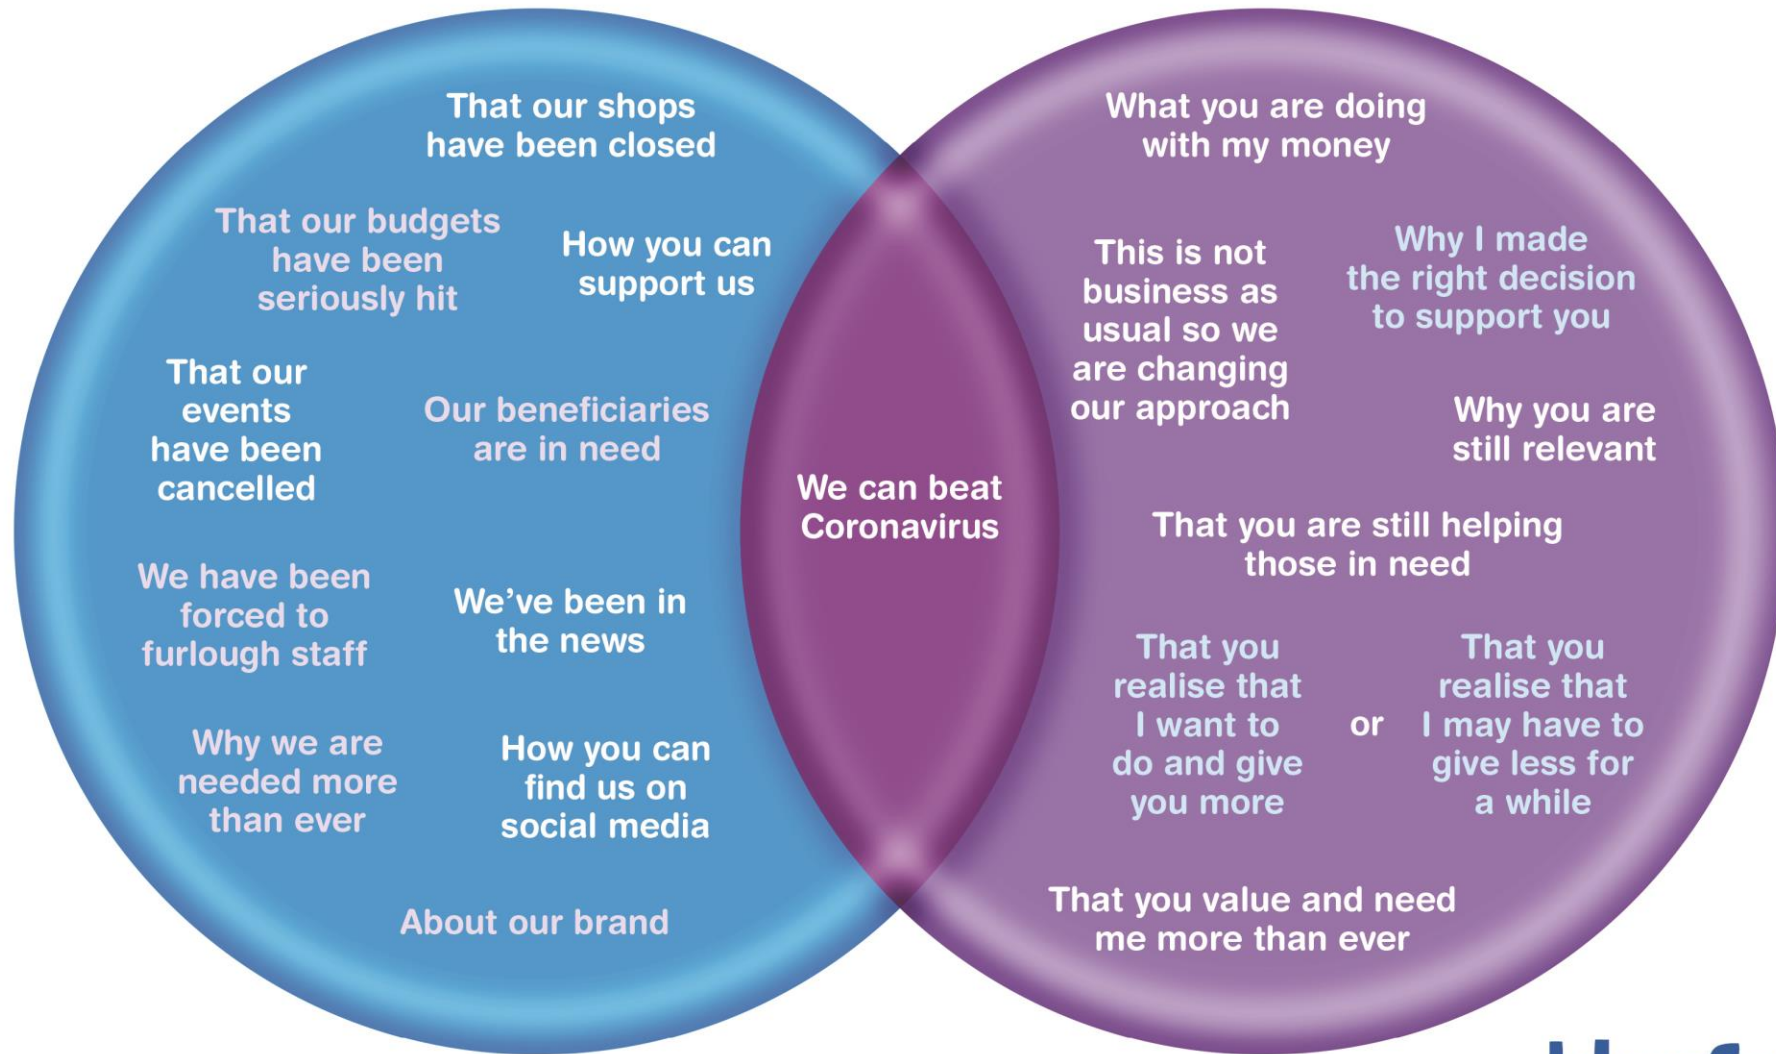 That our shops
have been closed
That our budgets
have been
seriously hit
How you can
support us
That our
events
have been
cancelled
Our beneficiaries
are in need
We have been
forced to
furlough staff
We’ve been in
the news
Why we are
needed more
than ever
How you can
find us on
social media
About our brand
We can beat
Coronavirus
What you are doing
with my money
This is not
business as
usual so we
are changing
our approach
Why I made
the right decision
to support you
Why you are
still relevant
That you are still helping
those in need
That you
realise that
I want to
do and give
you more
or
That you
realise that
I may have to
give less for
a while
That you value and need
me more than ever